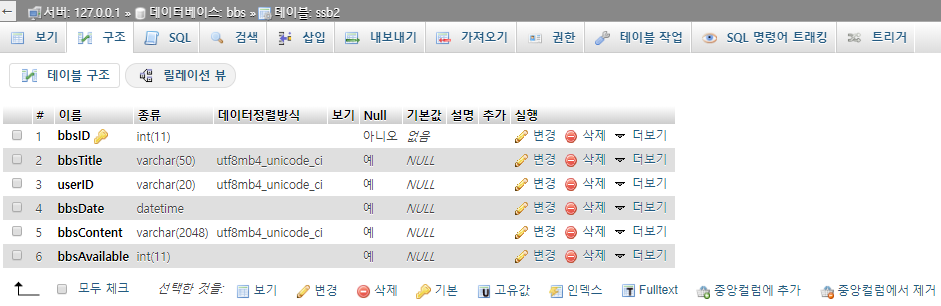 ← 서버: 127.0.0.1 » 데이터베이스: bbs » 테이블: ssb2
보기 구조 SQL 검색 삽입 내보내기 가져오기 권한 테이블 작업 SQL 명령어 트래킹 트리거
테이블 구조 릴레이션 뷰
# 이름 종류 데이터정렬방식 보기 Null 기본값 설명 추가 실행
1 bbsID int(11) 아니오 없음 변경 삭제 더보기
2 bbsTitle varchar(50) utf8mb4_unicode_ci 예 NULL 변경 삭제 더보기
3 userID varchar(20) utf8mb4_unicode_ci 예 NULL 변경 삭제 더보기
4 bbsDate datetime 예 NULL 변경 삭제 더보기
5 bbsContent varchar(2048) utf8mb4_unicode_ci 예 NULL 변경 삭제 더보기
6 bbsAvailable int(11) 예 NULL 변경 삭제 더보기
모두 체크 선택한 것을: 보기 변경 삭제 기본 고유값 인덱스 Fulltext 중앙컬럼에 추가 중앙컬럼에서 제거